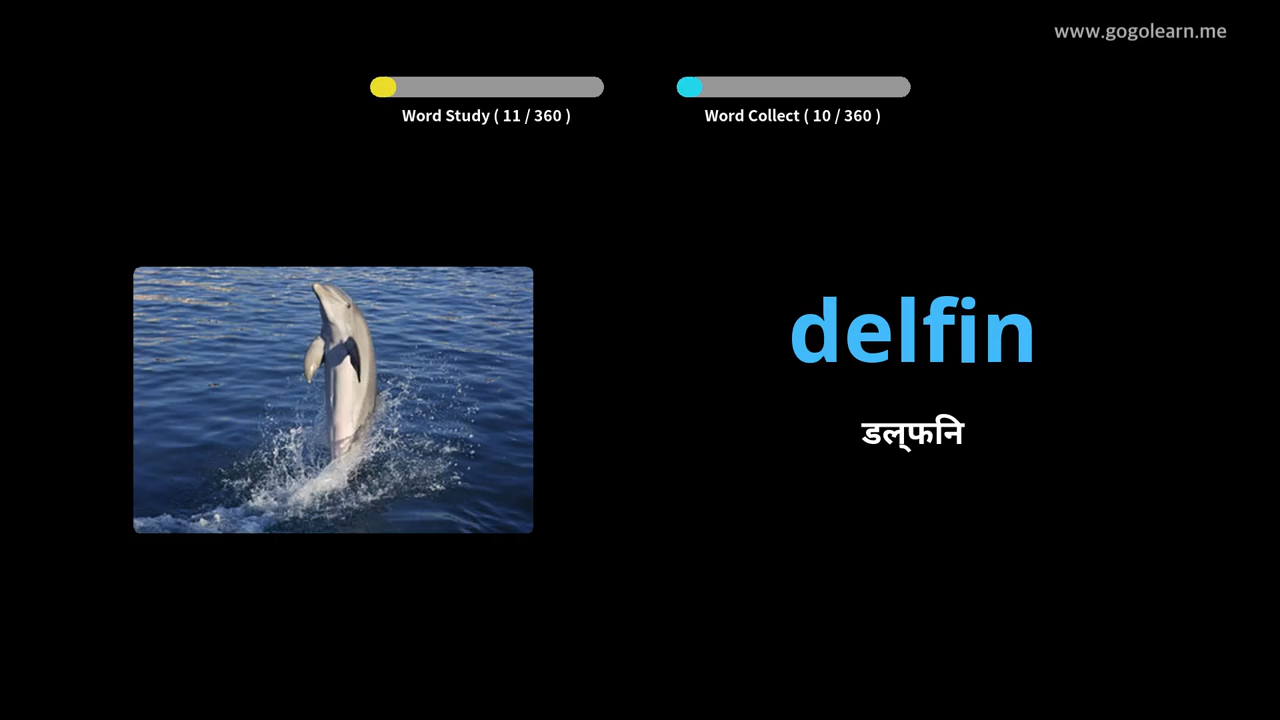 www.gogolearn.me
Word Study ( 11 / 360 )
Word Collect ( 10 / 360 )
delfin
डल्फनि